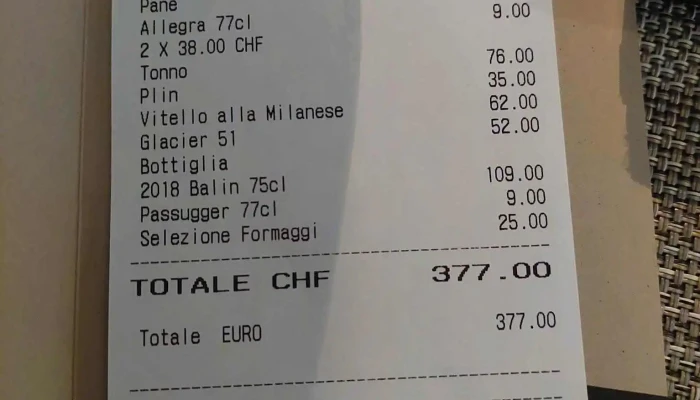 Pane
Allegra 77cl 9.00
2 X 38.00 CHF
Tonno 76.00
Plin 35.00
Vitello alla Milanese 62.00
Glacier 51 52.00
Bottiglia
2018 Balin 75cl 109.00
Passugger 77cl 9.00
Selezione Formaggi 25.00
TOTALE CHF 377.00
Totale EURO 377.00